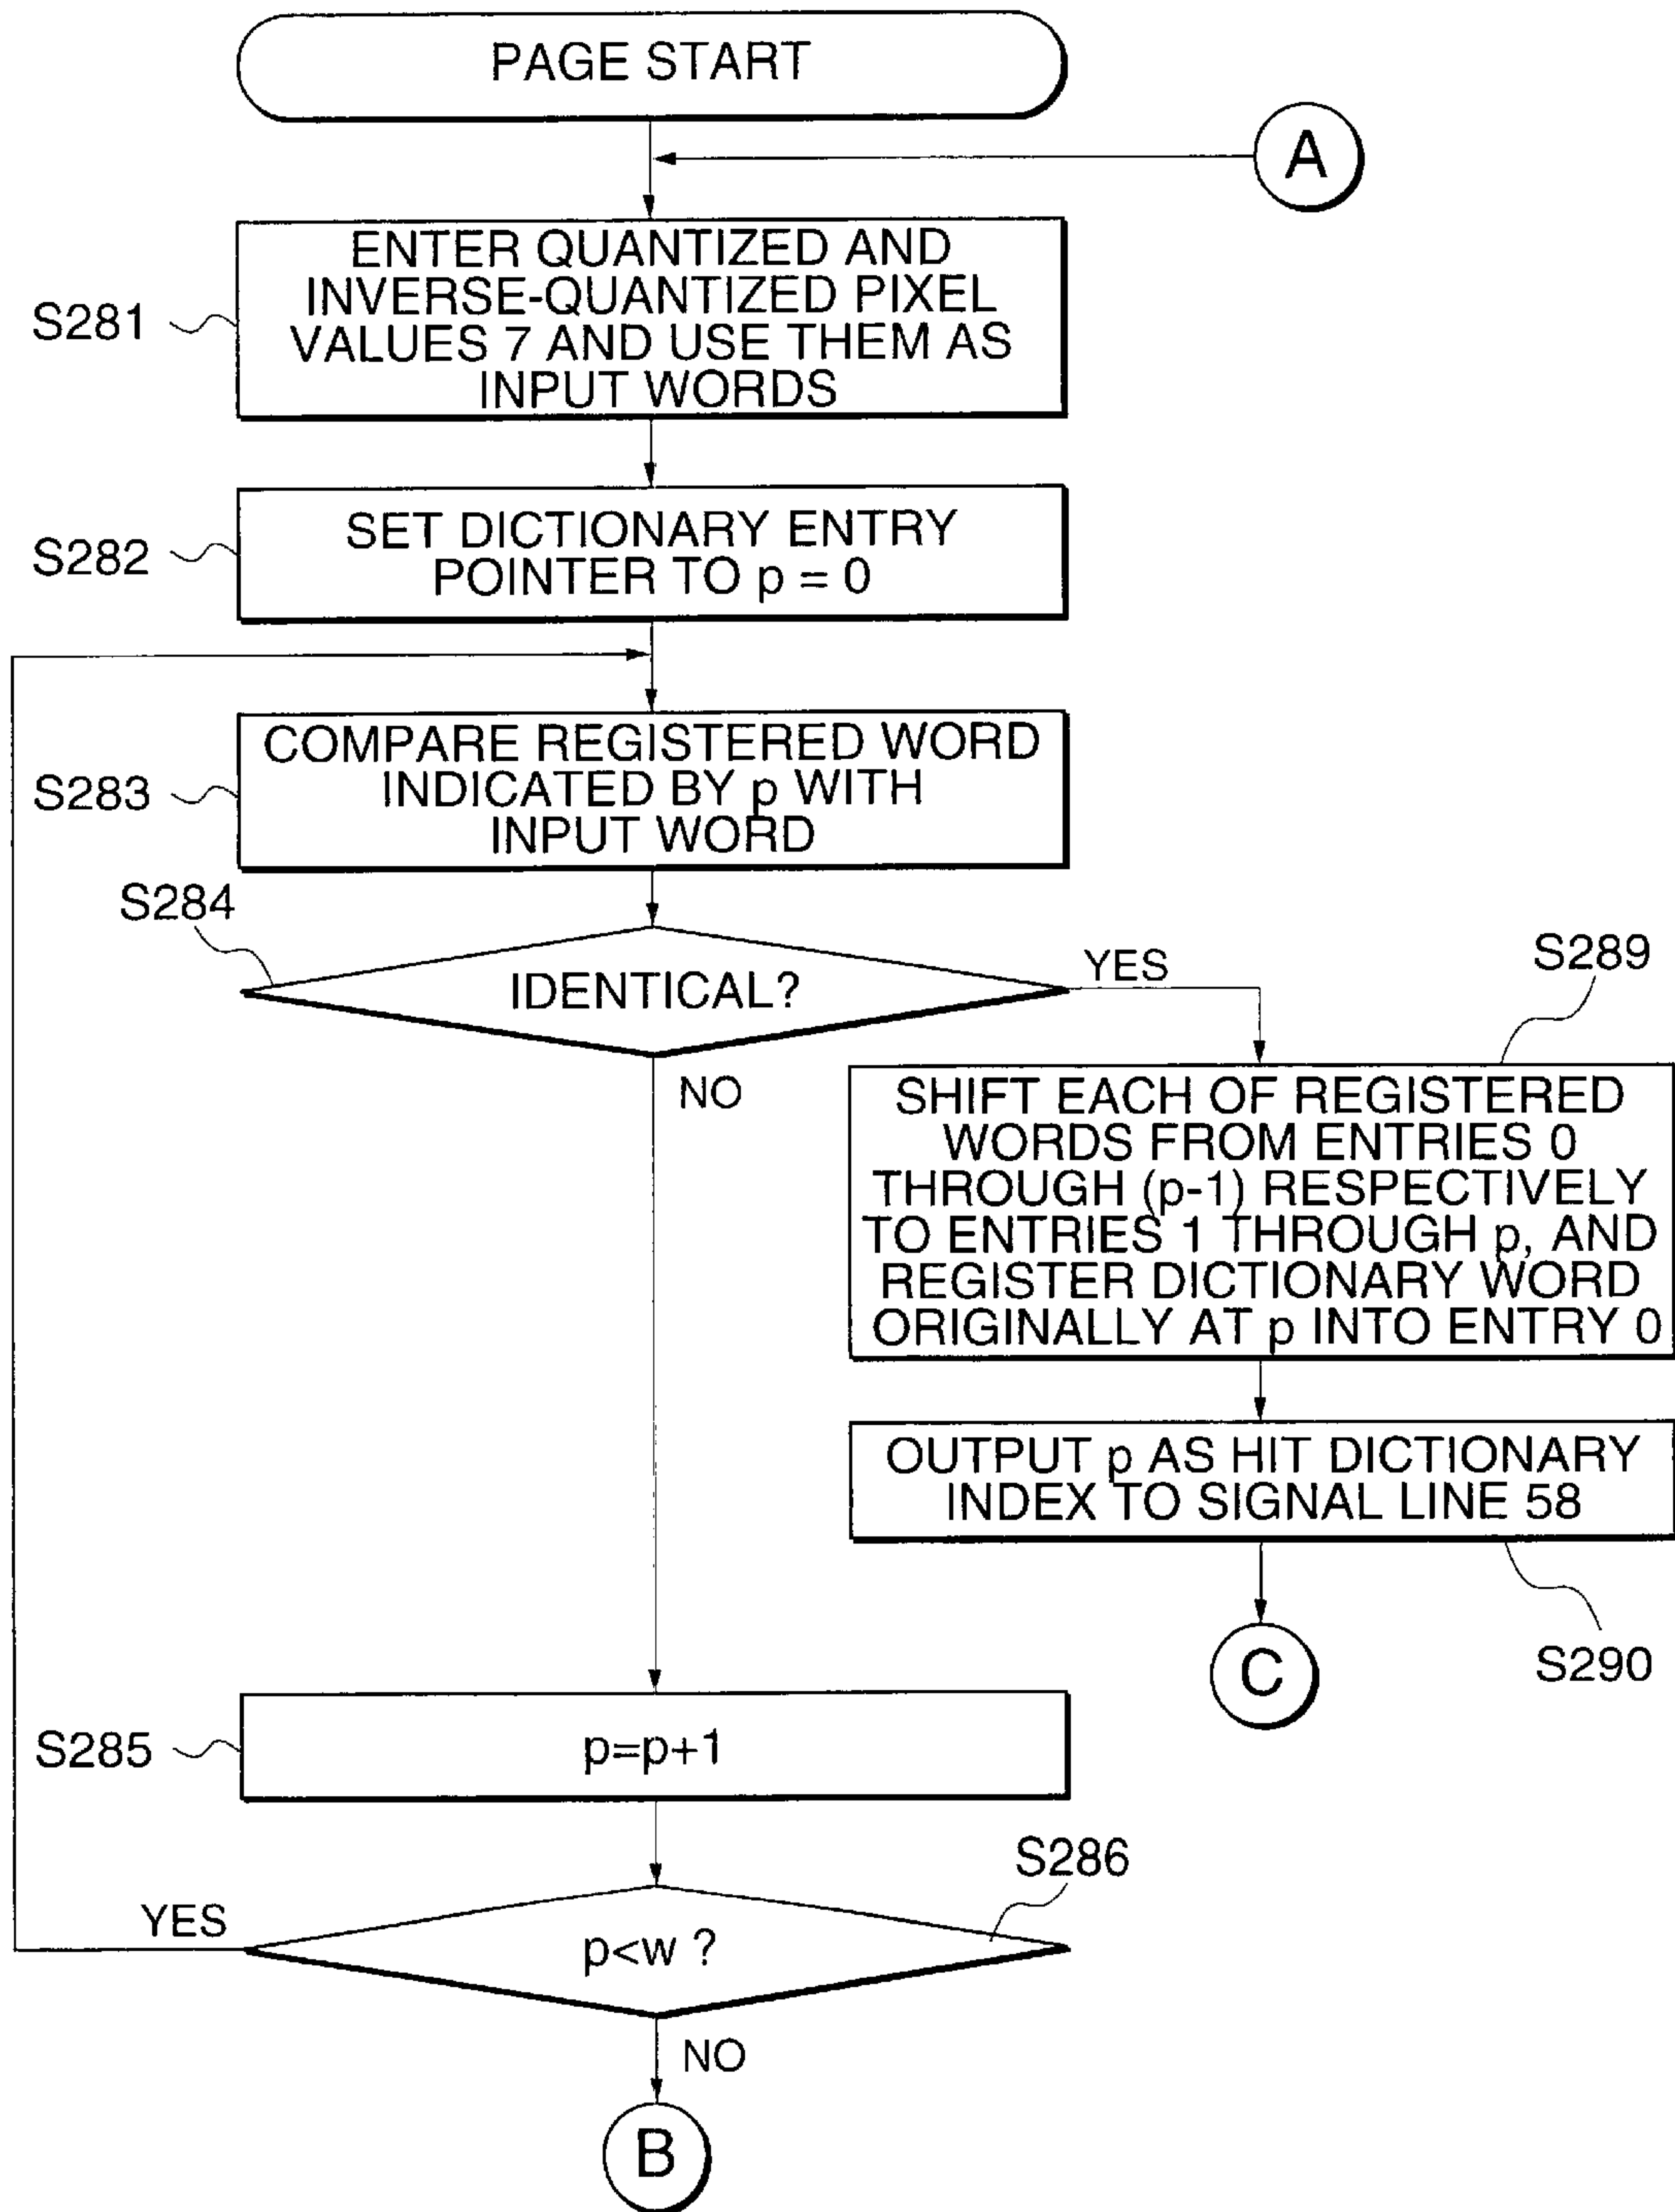 PAGE START
A
S281
ENTER QUANTIZED AND
INVERSE-QUANTIZED PIXEL
VALUES 7 AND USE THEM AS
INPUT WORDS
S282
SET DICTIONARY ENTRY
POINTER TO p = 0
S283
COMPARE REGISTERED WORD
INDICATED BY p WITH
INPUT WORD
S284
IDENTICAL?
YES
NO
S289
SHIFT EACH OF REGISTERED
WORDS FROM ENTRIES 0
THROUGH (p-1) RESPECTIVELY
TO ENTRIES 1 THROUGH p, AND
REGISTER DICTIONARY WORD
ORIGINALLY AT p INTO ENTRY 0
OUTPUT p AS HIT DICTIONARY
INDEX TO SIGNAL LINE 58
S290
C
S285
p=p+1
S286
YES
p<w ?
NO
B